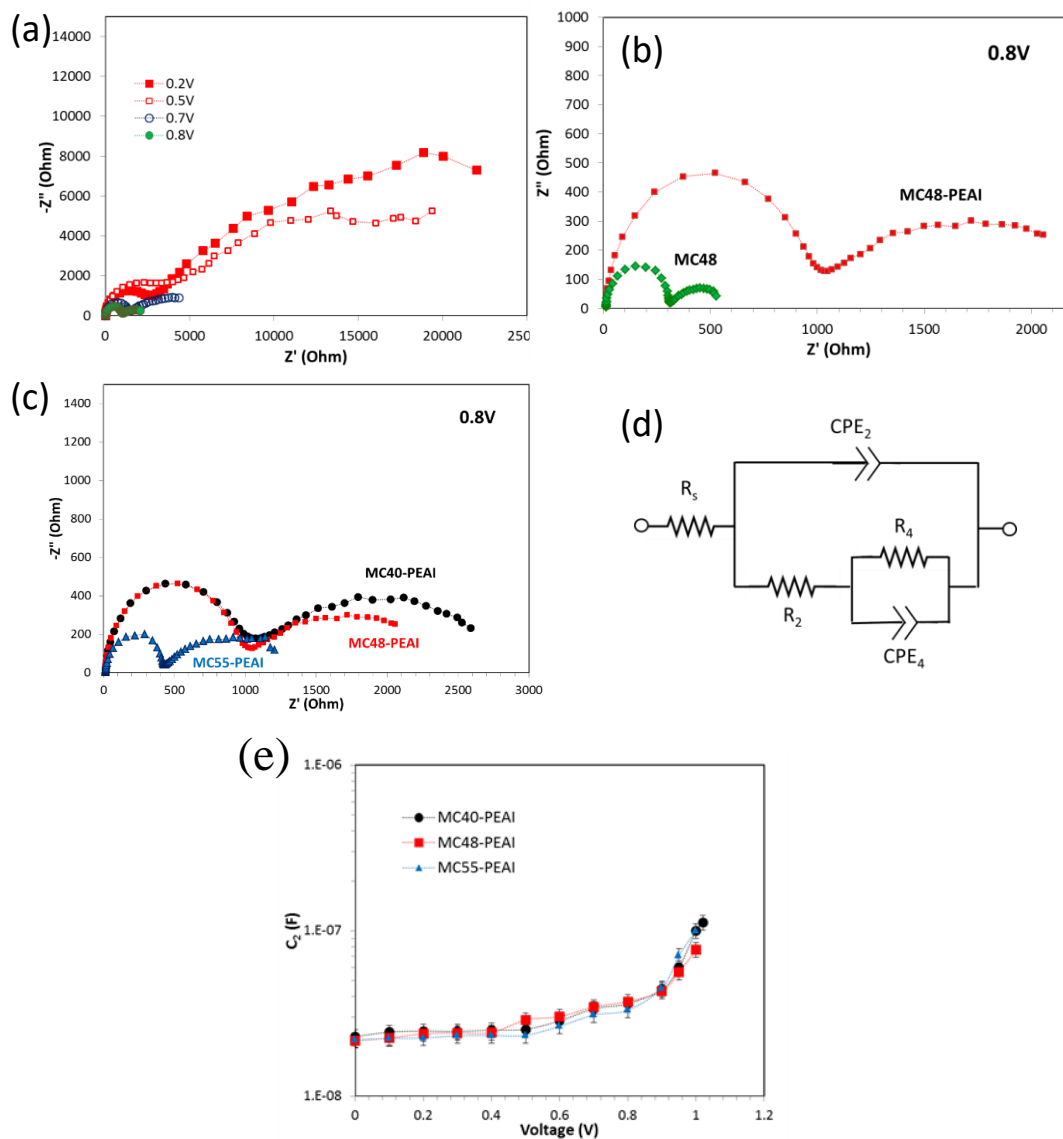 (a)
14000
12000
10000
8000
6000
4000
2000
0
-Z" (Ohm)
0.2V
0.5V
0.7V
0.8V
0
5000
10000
15000
20000
250
Z' (Ohm)
(b)
0.8V
1000
900
800
700
600
500
400
300
200
100
0
Z" (Ohm)
MC48-PEAI
MC48
0
500
1000
1500
2000
Z' (Ohm)
(c)
0.8V
1400
1200
1000
800
600
400
200
0
-Z" (Ohm)
MC40-PEAI
MC48-PEAI
MC55-PEAI
0
500
1000
1500
2000
2500
3000
Z' (Ohm)
(d)
CPE2
Rs
R4
R2
CPE4
(e)
1.E-06
1.E-07
1.E-08
C2 (F)
MC40-PEAI
MC48-PEAI
MC55-PEAI
0
0.2
0.4
0.6
0.8
1
1.2
Voltage (V)